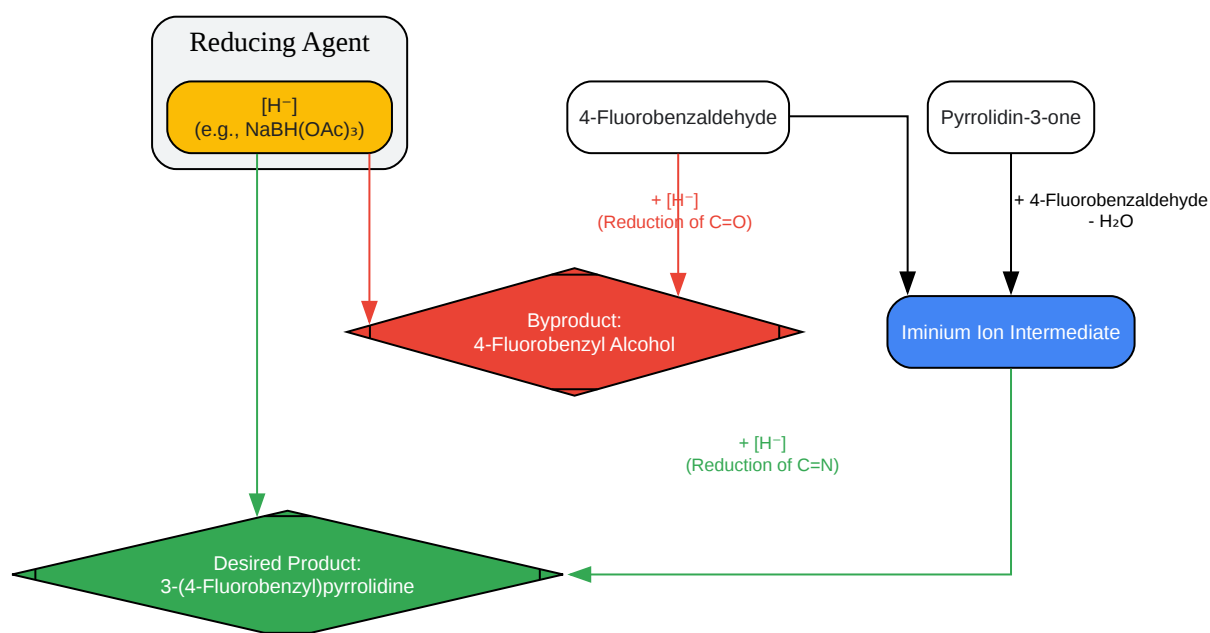 Reducing Agent
[H⁻]
(e.g., NaBH(OAc)₃)
4-Fluorobenzaldehyde
Pyrrolidin-3-one
+ [H⁻]
(Reduction of C=O)
+ 4-Fluorobenzaldehyde
- H₂O
Byproduct:
4-Fluorobenzyl Alcohol
Iminium Ion Intermediate
+ [H⁻]
(Reduction of C=N)
Desired Product:
3-(4-Fluorobenzyl)pyrrolidine